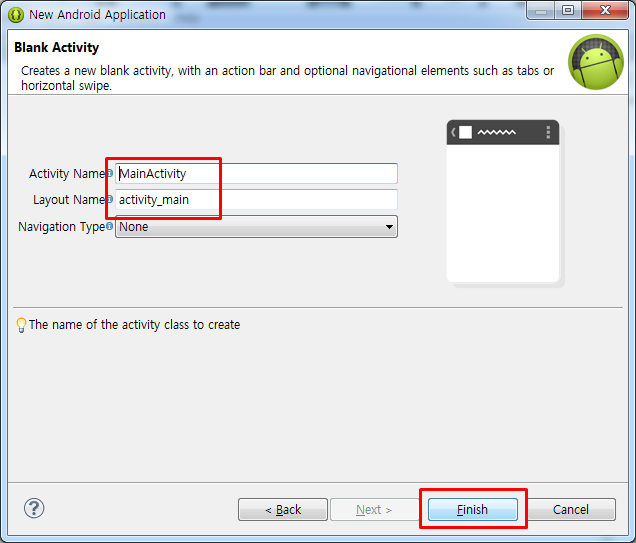 New Android Application
Blank Activity
Creates a new blank activity, with an action bar and optional navigational elements such as tabs or
horizontal swipe.
Activity Name
MainActivity
Layout Name
activity_main
Navigation Type
None
The name of the activity class to create
?
< Back
Next >
Finish
Cancel